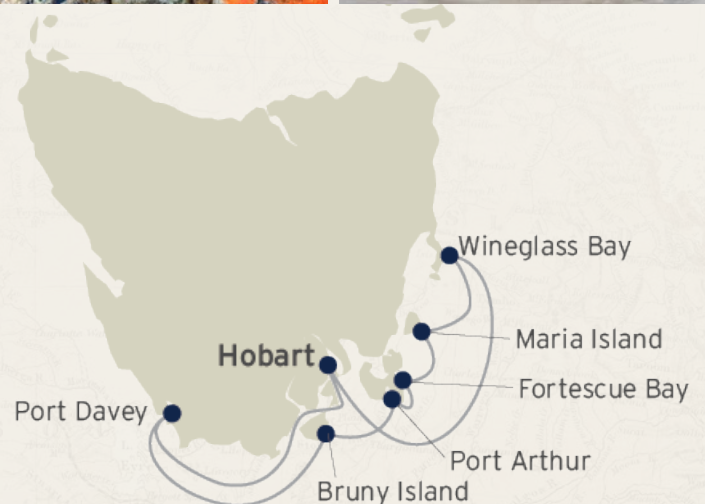 Wineglass Bay
Maria Island
Hobart
Fortescue Bay
Port Davey
Port Arthur
Bruny Island